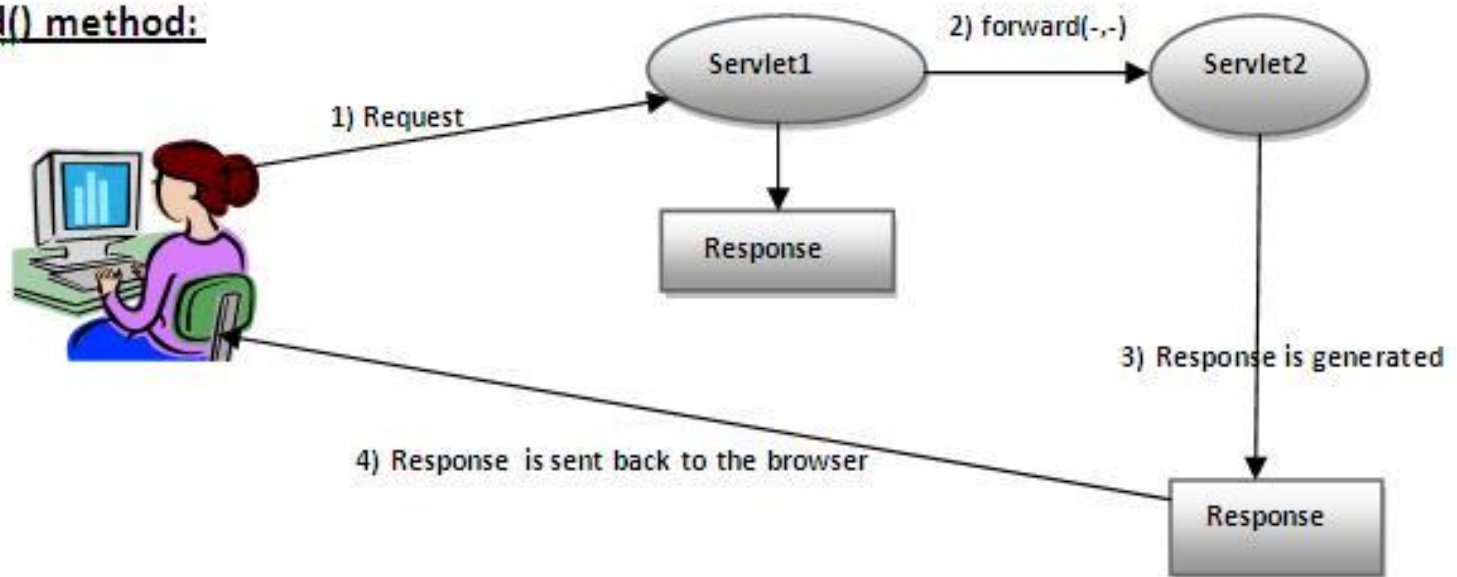 () method:
2) forward(-,-)
Servlet1
Servlet2
1) Request
Response
3) Response is generated
4) Response is sent back to the browser
Response